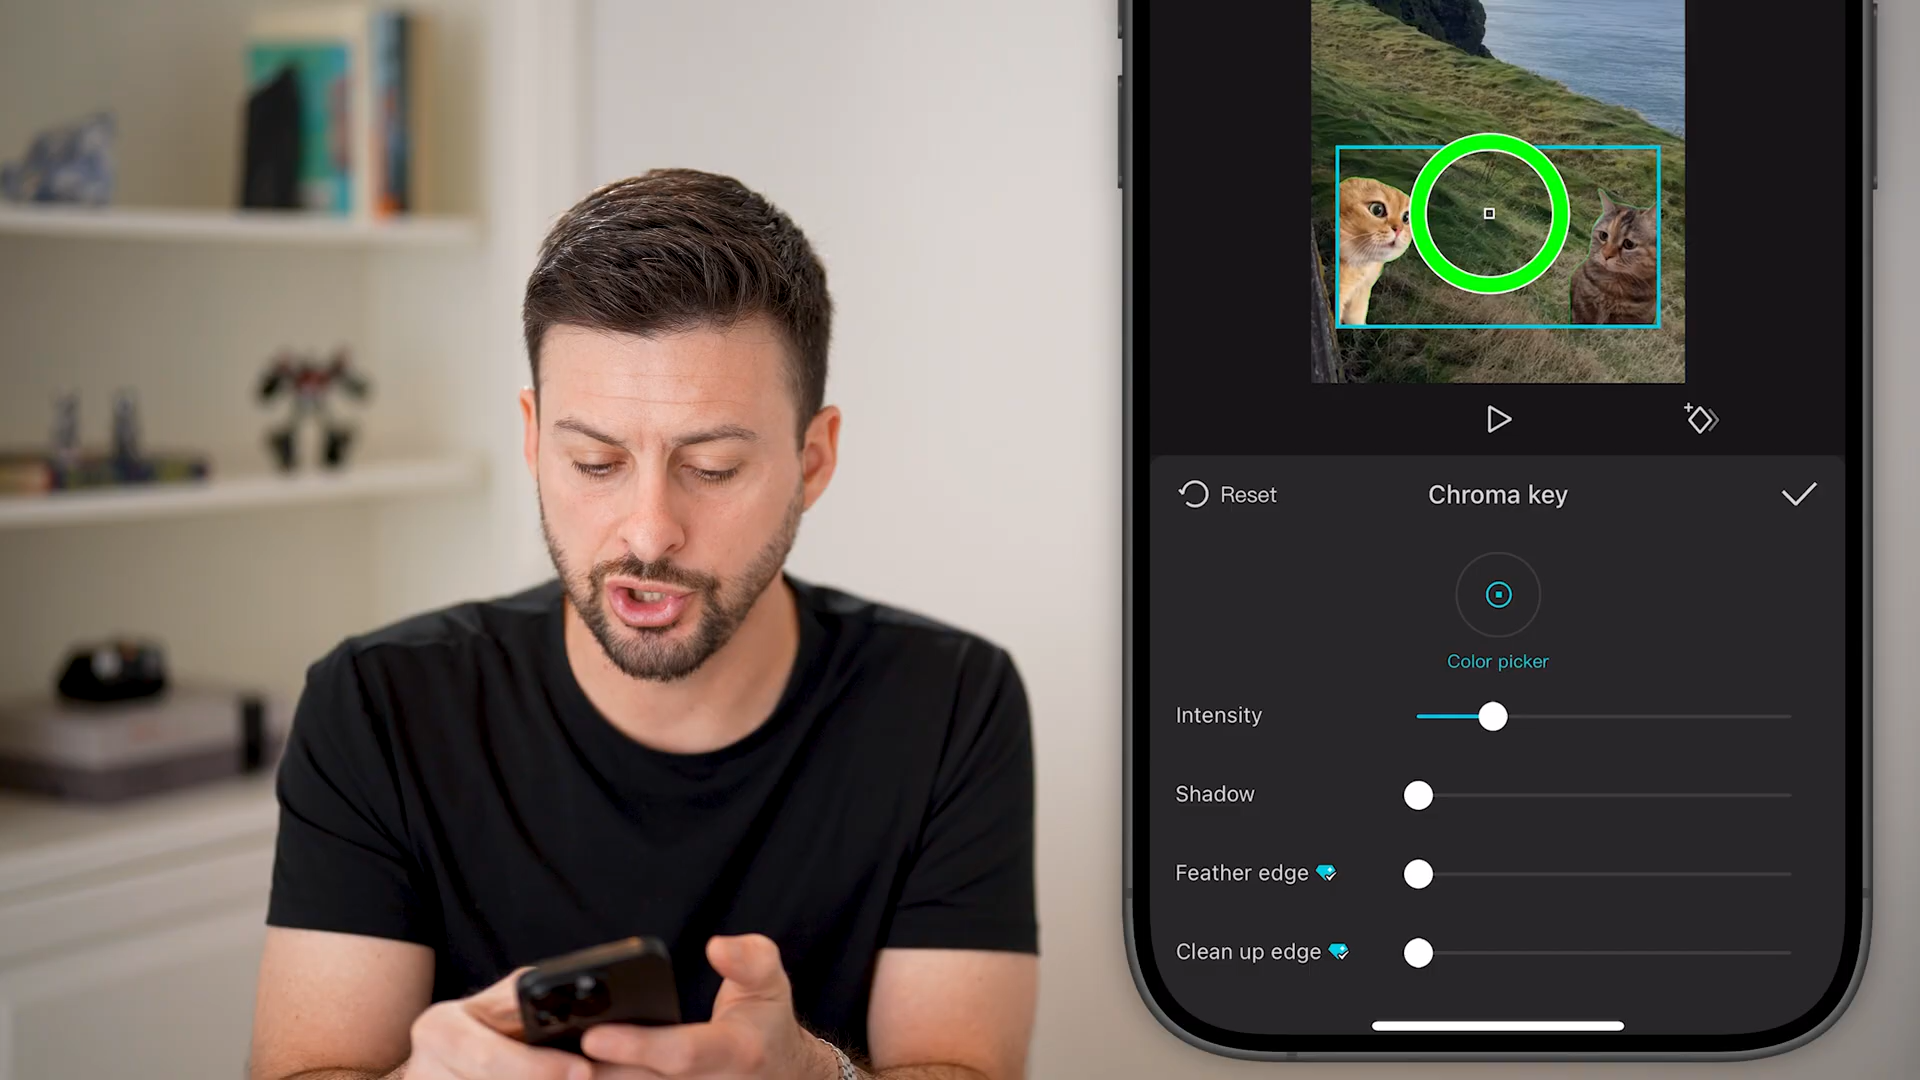 Reset
Chroma key
Color picker
Intensity
Shadow
Feather edge
Clean up edge